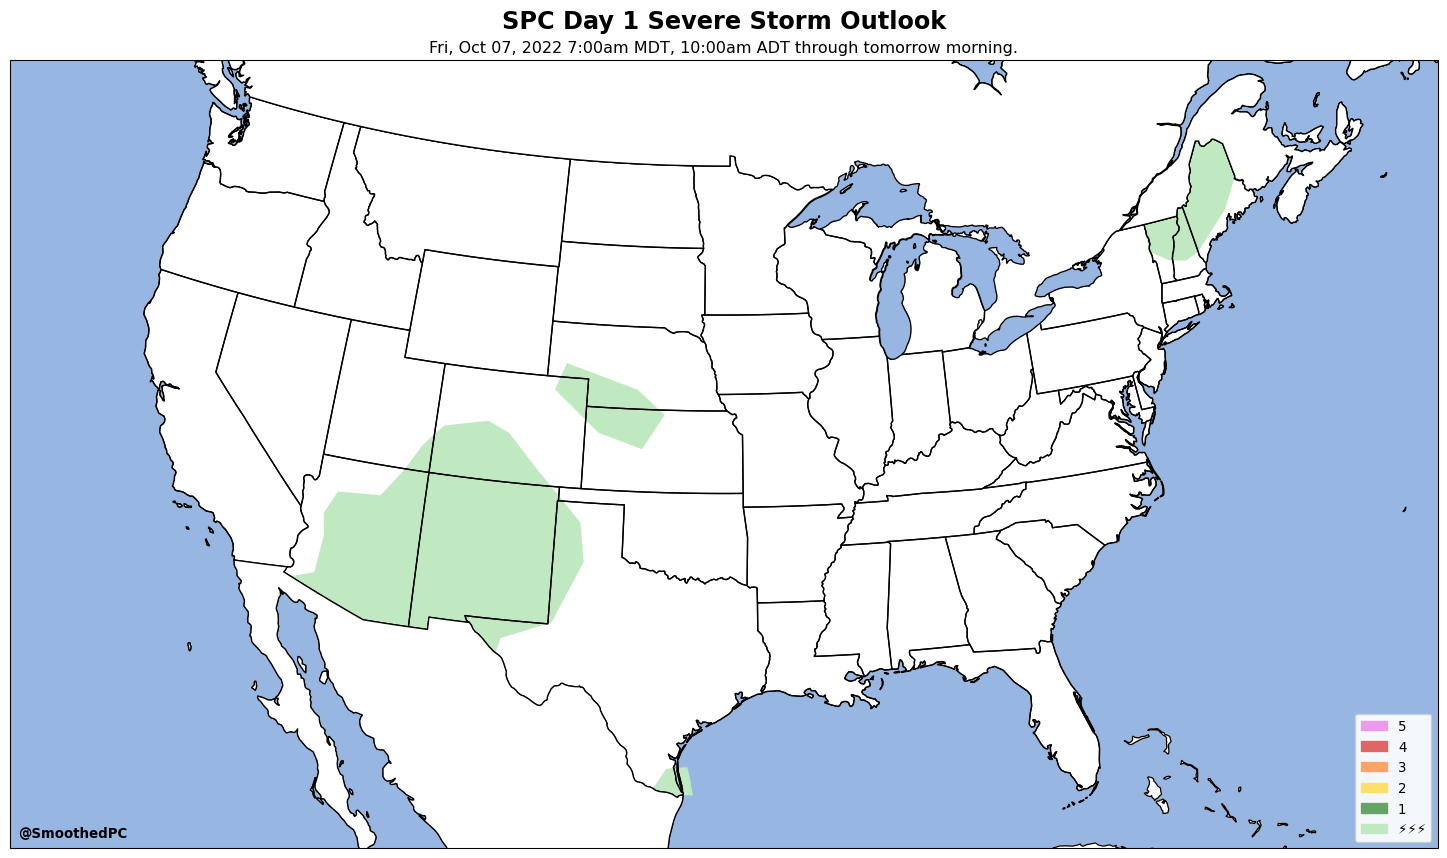 SPC Day 1 Severe Storm Outlook
Fri, Oct 07, 2022 7:00am MDT, 10:00am ADT through tomorrow morning.
5
4
3
2
1
⚡⚡⚡
@SmoothedPC